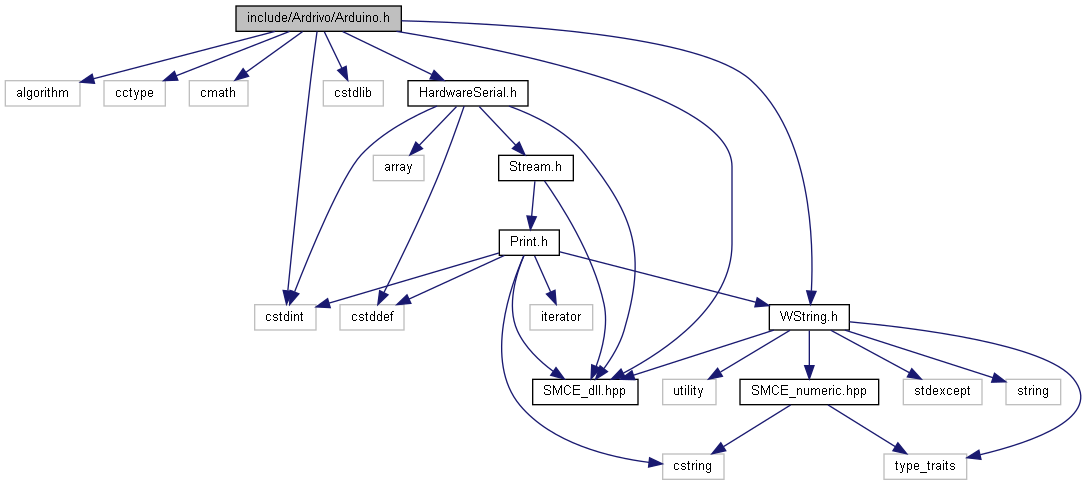 include/Ardrivo/Arduino.h
algorithm
cctype
cmath
cstdlib
HardwareSerial.h
array
Stream.h
Print.h
cstdint
cstddef
iterator
WString.h
SMCE_dll.hpp
utility
SMCE_numeric.hpp
stdexcept
string
cstring
type_traits